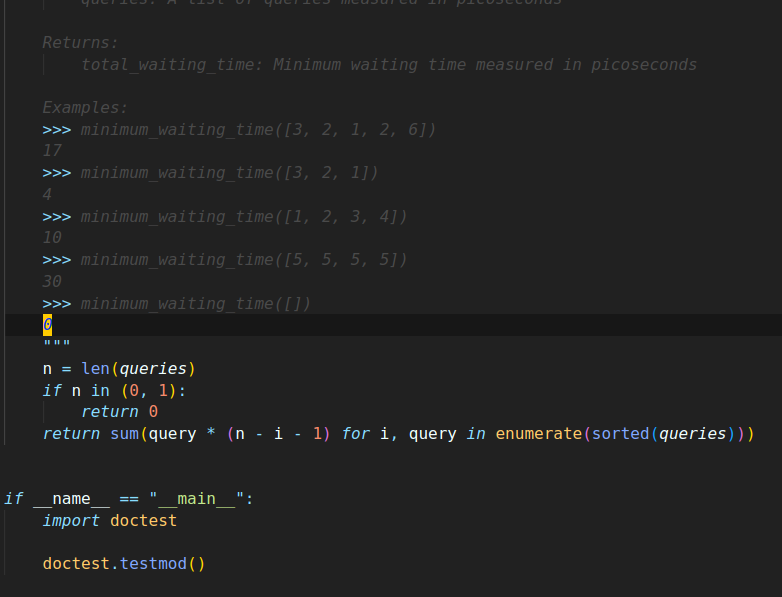 queries: A list of queries measured in picoseconds
Returns:
total_waiting_time: Minimum waiting time measured in picoseconds
Examples:
>>> minimum_waiting_time([3, 2, 1, 2, 6])
17
>>> minimum_waiting_time([3, 2, 1])
4
>>> minimum_waiting_time([1, 2, 3, 4])
10
>>> minimum_waiting_time([5, 5, 5, 5])
30
>>> minimum_waiting_time([])
0
"""
n = len(queries)
if n in (0, 1):
return 0
return sum(query * (n - i - 1) for i, query in enumerate(sorted(queries)))
if __name__ == "__main__":
import doctest
doctest.testmod()